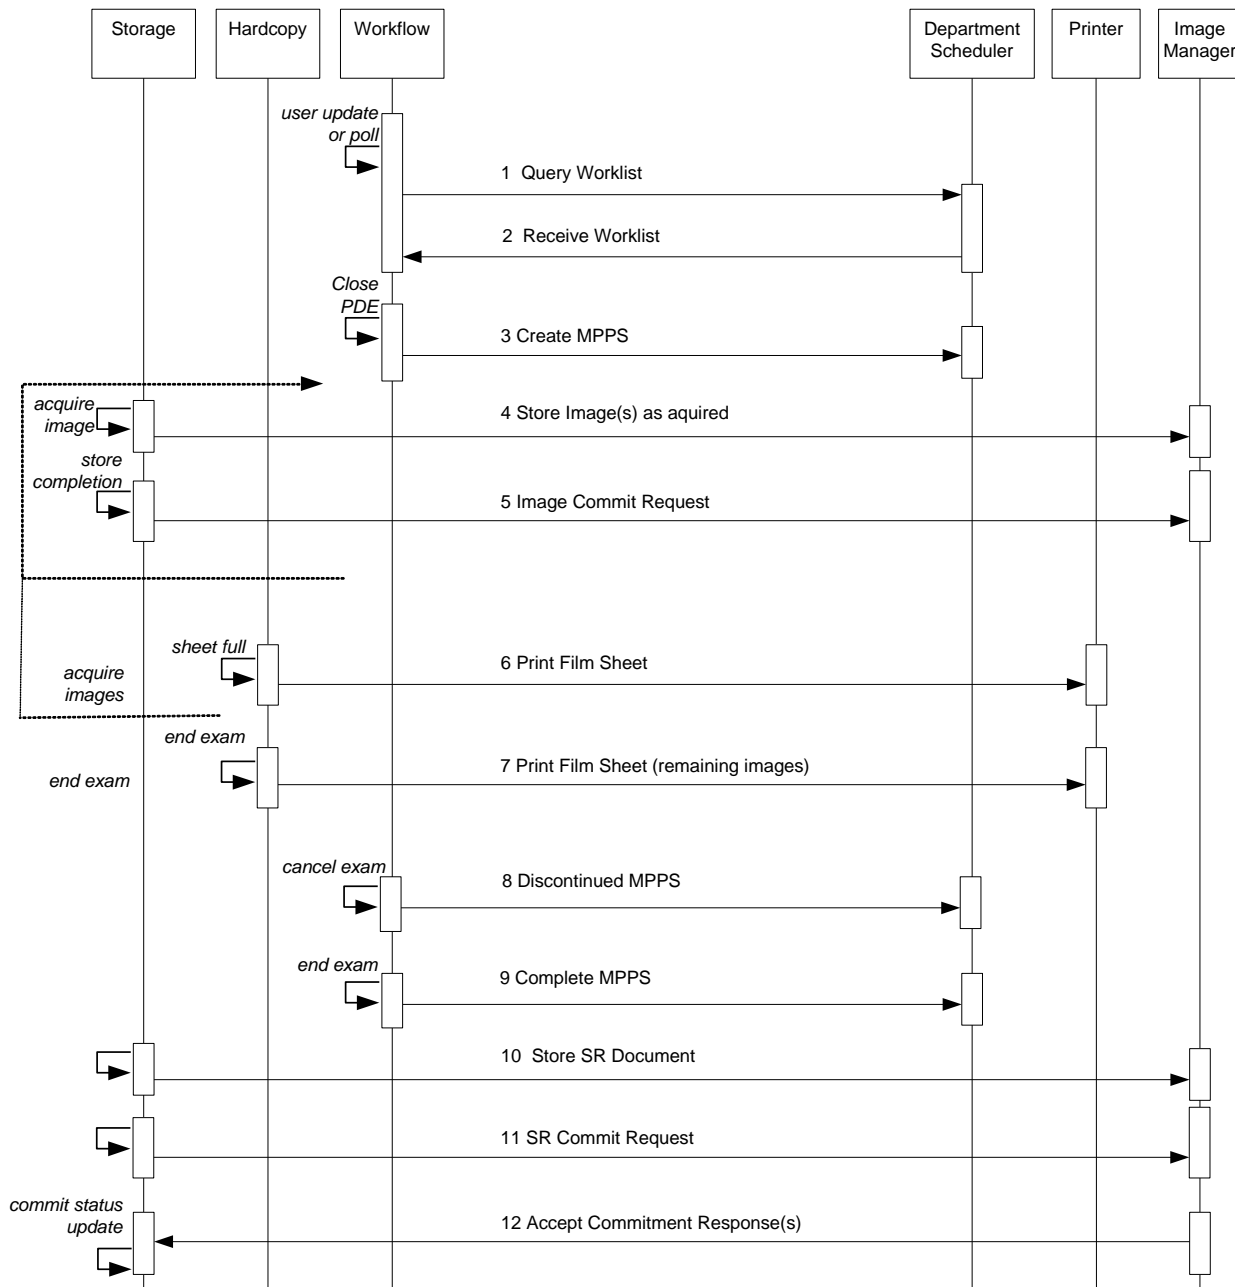 Storage
Hardcopy
Workflow
Department
Scheduler
Printer
Image
Manager
user update
or poll
1 Query Worklist
2 Receive Worklist
Close
PDE
3 Create MPPS
acquire
image
4 Store Image(s) as aquired
store
completion
5 Image Commit Request
sheet full
6 Print Film Sheet
acquire
images
end exam
7 Print Film Sheet (remaining images)
end exam
cancel exam
8 Discontinued MPPS
end exam
9 Complete MPPS
10 Store SR Document
11 SR Commit Request
commit status
update
12 Accept Commitment Response(s)